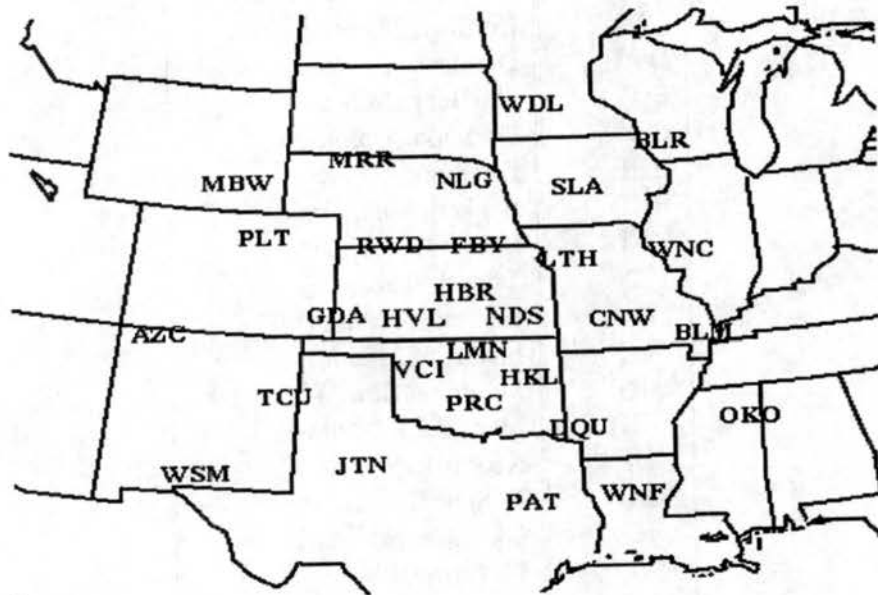 WDL
BLR
MRR
MBW
NLG
SLA
PLT
RWD
FBY
LTH
WNC
HBR
GDA
HVL
NDS
CNW
AZC
BLM
LMN
VCI
HKL
TCU
PRC
DQU
OKO
WSM
JTN
PAT
WNF